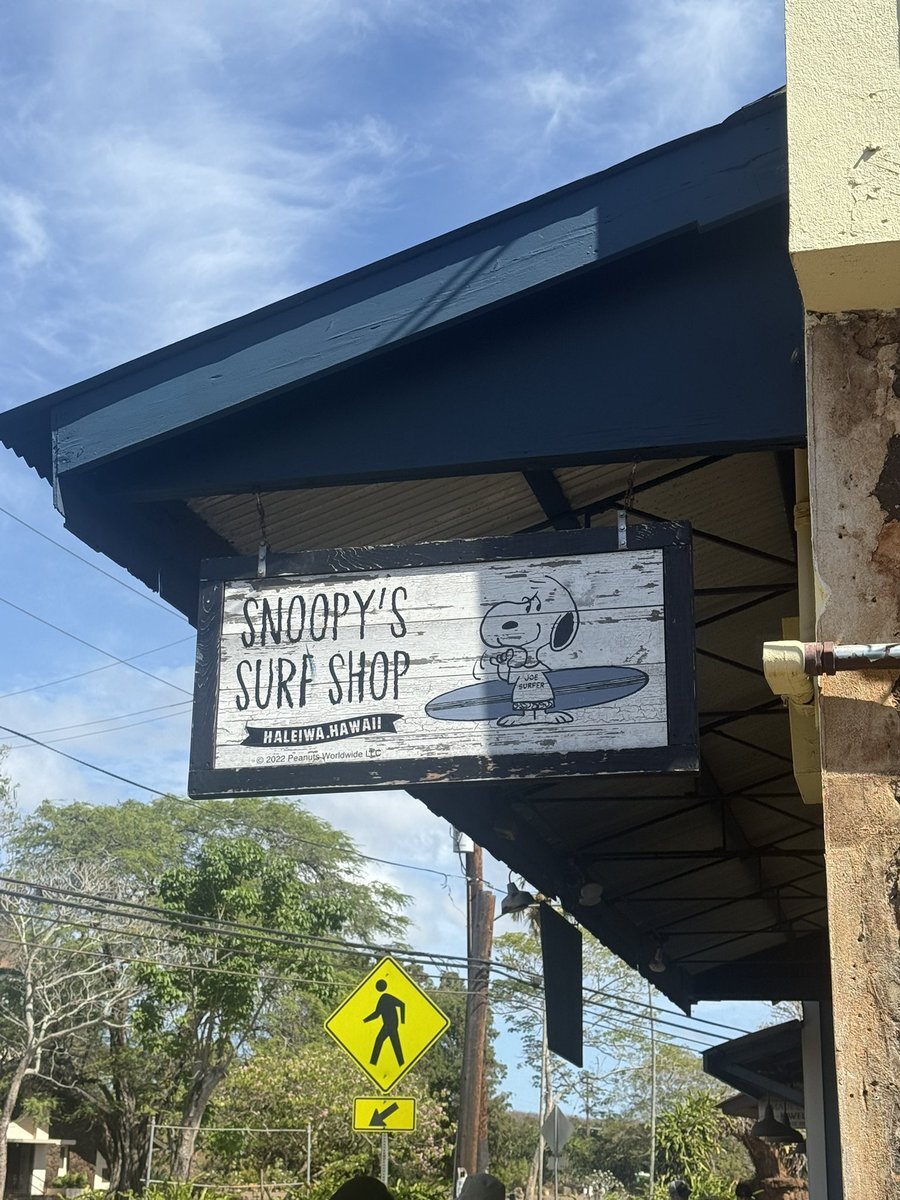 SNOOPY'S
SURF SHOP
HALEIWA.HAWAII
© 2022 Peanuts Worldwide LLC
JOE
SURFER